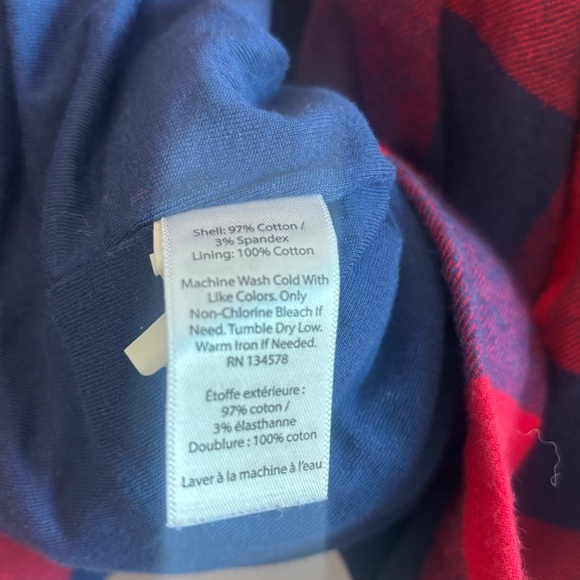 Shell: 97% Cotton /
3% Spandex
Lining: 100% Cotton
Machine Wash Cold With
Like Colors. Only
Non-Chlorine Bleach If
Need. Tumble Dry Low.
Warm Iron If Needed.
RN 134578
Étoffe extérieure :
97% coton /
3% élasthanne
Doublure : 100% coton
Laver à la machine à l'eau